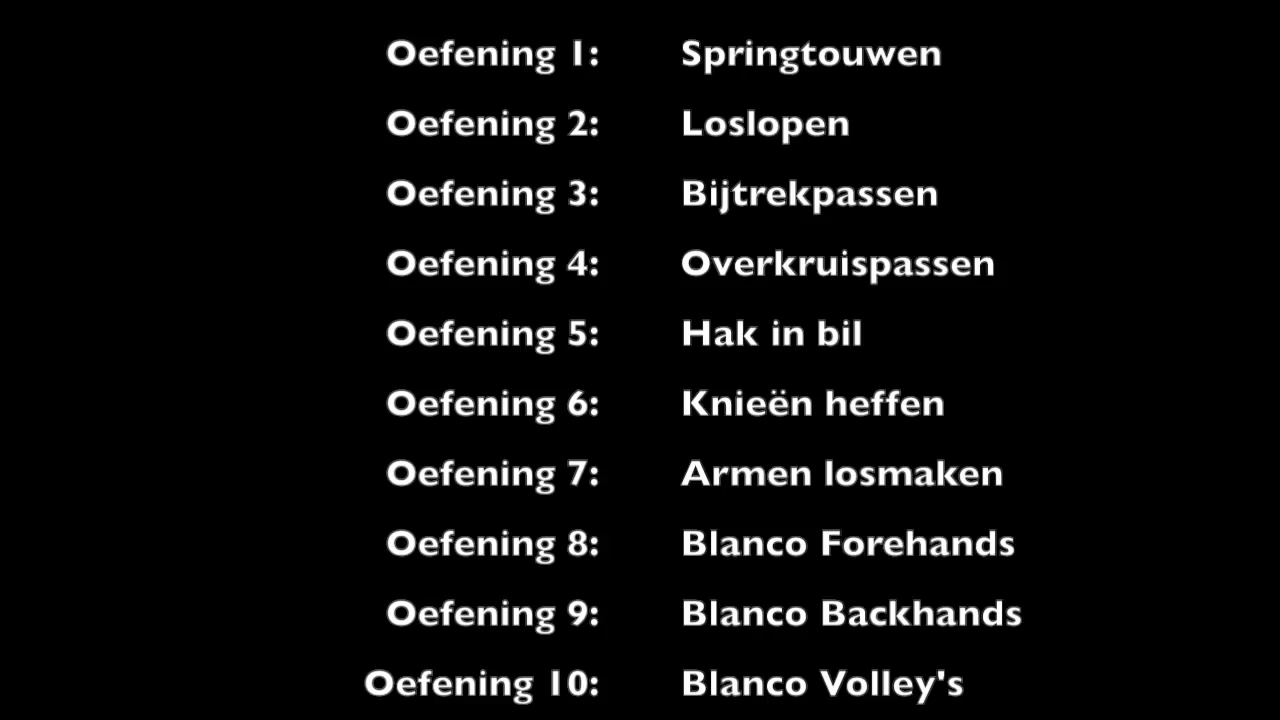 Oefening 1: Springtouwen
Oefening 2: Loslopen
Oefening 3: Bijtrekpassen
Oefening 4: Overkruispassen
Oefening 5: Hak in bil
Oefening 6: Knieën heffen
Oefening 7: Armen losmaken
Oefening 8: Blanco Forehands
Oefening 9: Blanco Backhands
Oefening 10: Blanco Volley's